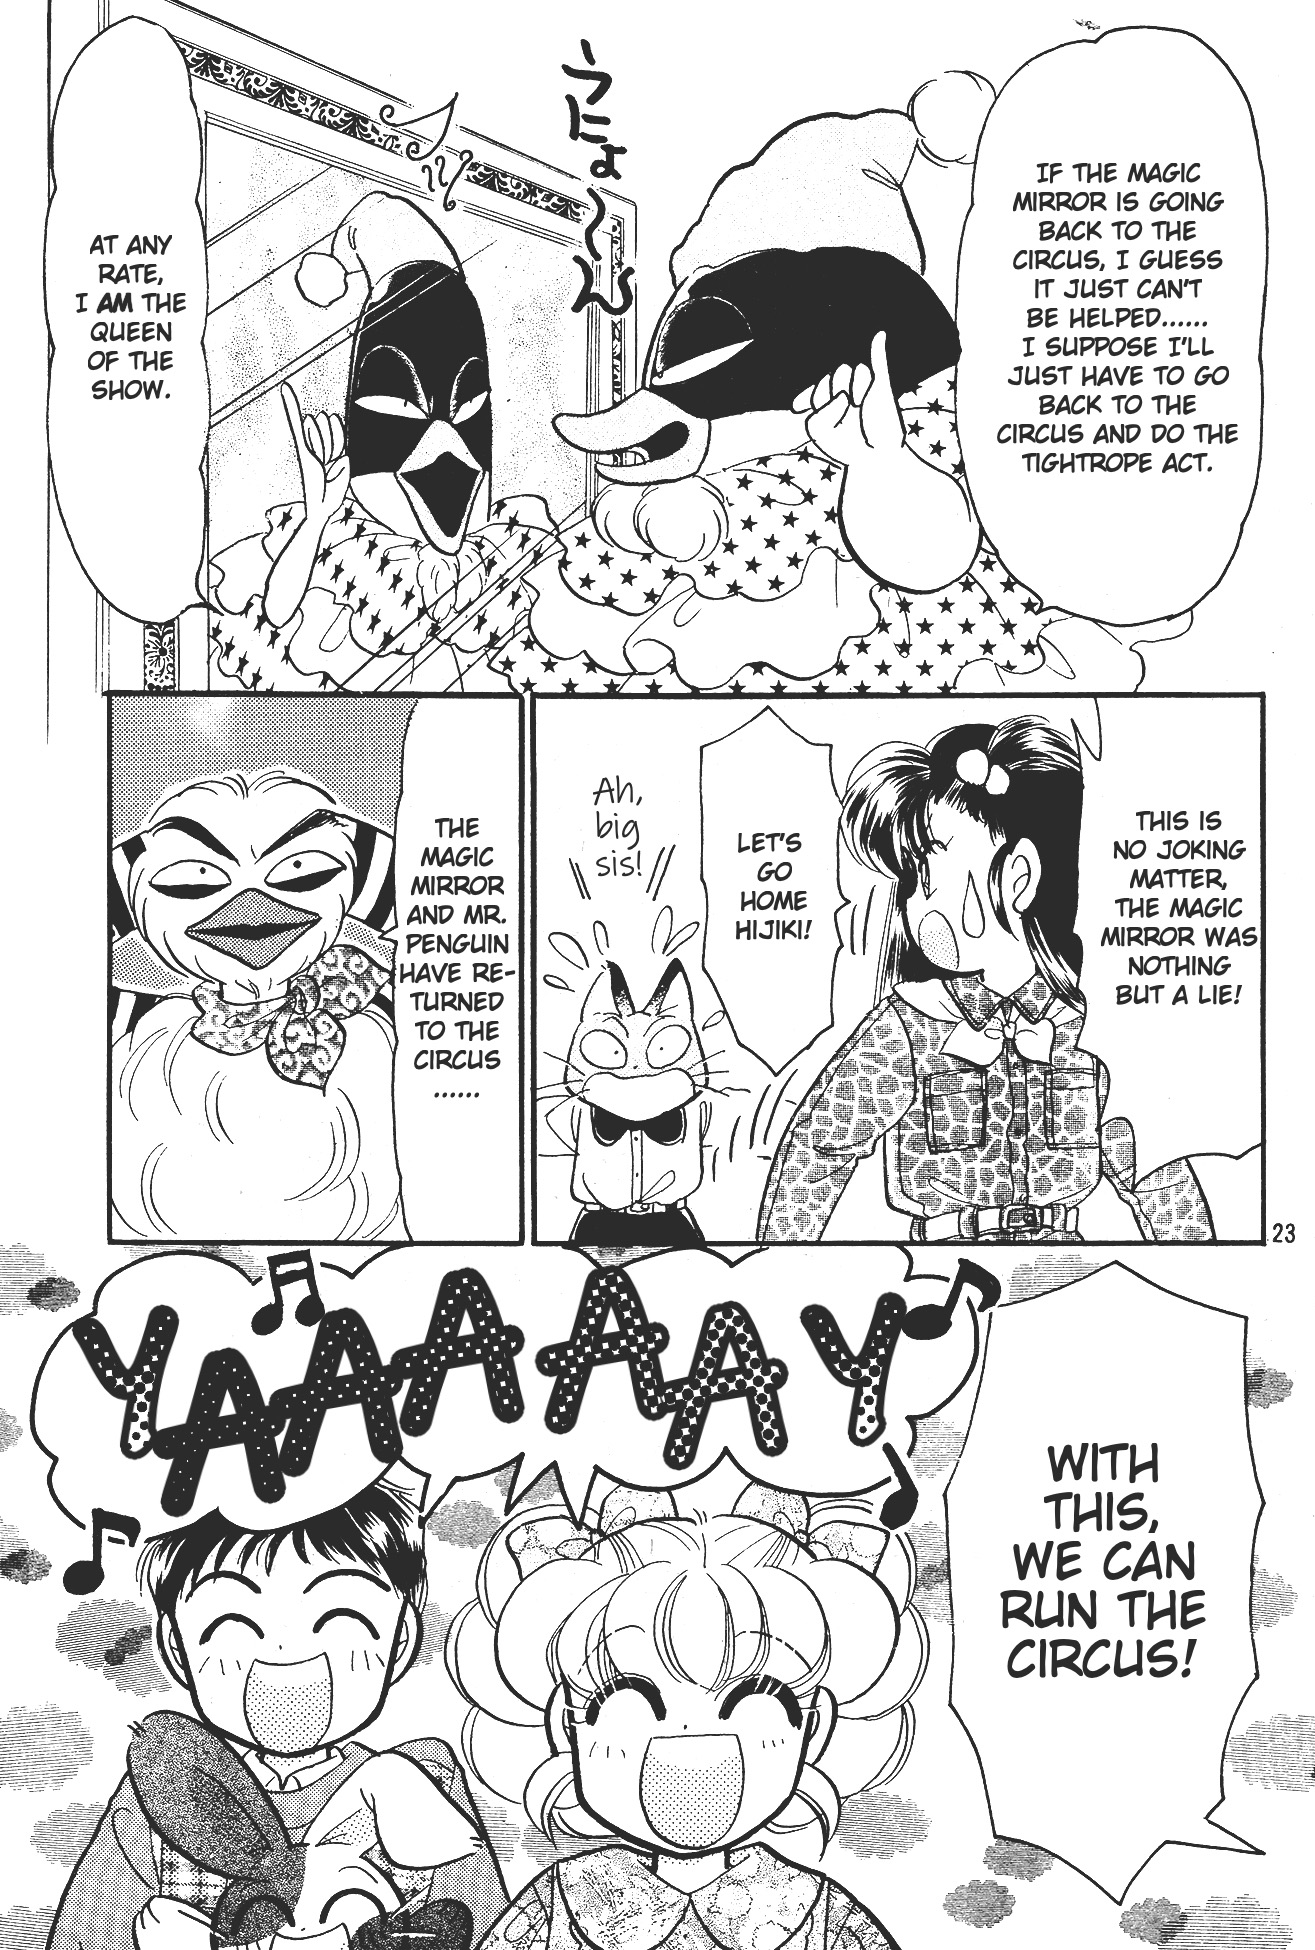 IF THE MAGIC
MIRROR IS GOING
BACK TO THE
CIRCUS, I GUESS
IT JUST CAN'T
BE HELPED......
I SUPPOSE I'LL
JUST HAVE TO GO
BACK TO THE
CIRCUS AND DO THE
TIGHTROPE ACT.
うにょ〜ん
AT ANY
RATE,
I AM THE
QUEEN
OF THE
SHOW.
THIS IS
NO JOKING
MATTER,
THE MAGIC
MIRROR WAS
NOTHING
BUT A LIE!
LET'S
GO
HOME
HIJIKI!
Ah,
big
sis!
THE
MAGIC
MIRROR
AND MR.
PENGUIN
HAVE RE-
TURNED
TO THE
CIRCUS
......
23
WITH
THIS,
WE CAN
RUN THE
CIRCUS!
YAAAAAY